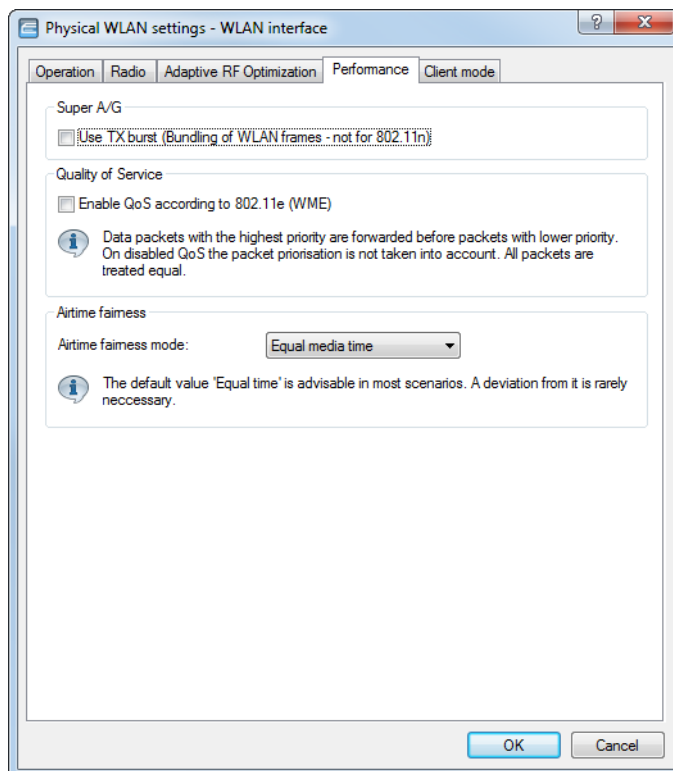 Physical WLAN settings - WLAN interface
?
X
Operation
Radio
Adaptive RF Optimization
Performance
Client mode
Super A/G
Use TX burst (Bundling of WLAN frames - not for 802.11n)
Quality of Service
Enable QoS according to 802.11e (WME)
Data packets with the highest priority are forwarded before packets with lower priority.
On disabled QoS the packet priorisation is not taken into account. All packets are
treated equal.
Airtime fairness
Airtime fairness mode:
Equal media time
The default value 'Equal time' is advisable in most scenarios. A deviation from it is rarely
neccessary.
OK
Cancel